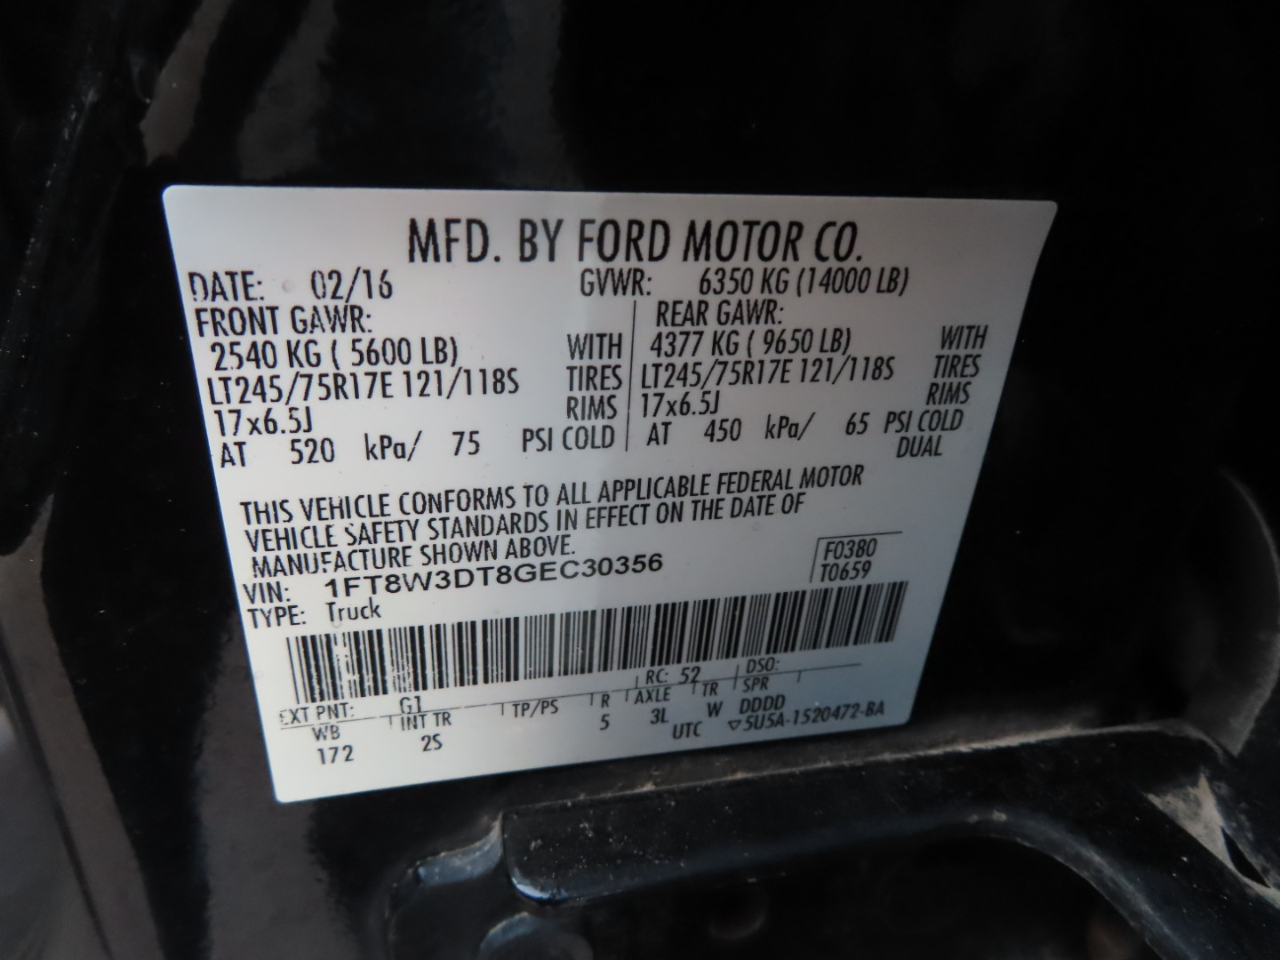 MFD. BY FORD MOTOR CO.
DATE: 02/16 GVWR: 6350 KG (14000 LB)
FRONT GAWR: REAR GAWR:
2540 KG ( 5600 LB) WITH 4377 KG ( 9650 LB) WITH
LT245/75R17E 121/118S TIRES LT245/75R17E 121/118S TIRES
17x6.5J RIMS 17x6.5J RIMS
AT 520 kPa/ 75 PSI COLD AT 450 kPa/ 65 PSI COLD
DUAL
THIS VEHICLE CONFORMS TO ALL APPLICABLE FEDERAL MOTOR
VEHICLE SAFETY STANDARDS IN EFFECT ON THE DATE OF
MANUFACTURE SHOWN ABOVE.
VIN: 1FT8W3DT8GEC30356 F0380
TYPE: Truck T0659
EXT PNT: G1 RC: 52 DSO:
WB INT TR TP/PS R AXLE TR SPR
172 2S 5 3L W DDDD
UTC ▽5U5A-1520472-BA